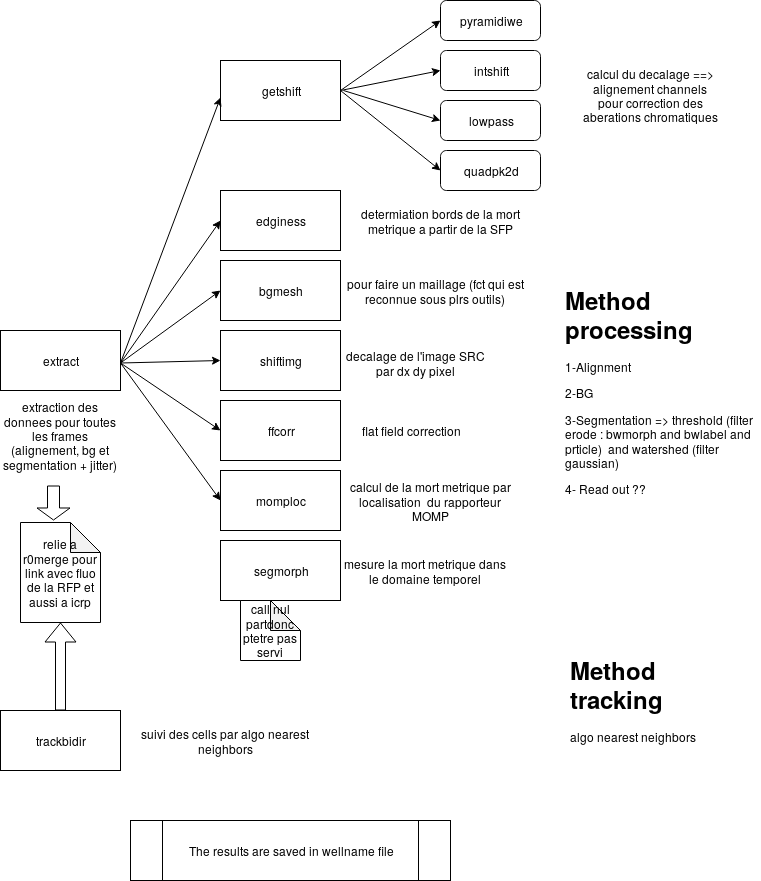 pyramidiwe
getshift
intshift
lowpass
quadpk2d
calcul du decalage ==>
alignement channels
pour correction des
aberations chromatiques
edginess
determiation bords de la mort
metrique a partir de la SFP
bgmesh
pour faire un maillage (fct qui est
reconnue sous plrs outils)
extract
shiftimg
decalage de l'image SRC
par dx dy pixel
extraction des
donnees pour toutes
les frames
(alignement, bg et
segmentation + jitter)
ffcorr
flat field correction
momploc
calcul de la mort metrique par
localisation  du rapporteur
MOMP
relie a
r0merge pour
link avec fluo
de la RFP et
aussi a icrp
segmorph
mesure la mort metrique dans
le domaine temporel
call nul
partdonc
ptetre pas
servi
Method
processing
1-Alignment
2-BG
3-Segmentation => threshold (filter
erode : bwmorph and bwlabel and
prticle)  and watershed (filter
gaussian)
4- Read out ??
trackbidir
suivi des cells par algo nearest
neighbors
Method
tracking
algo nearest neighbors
The results are saved in wellname file